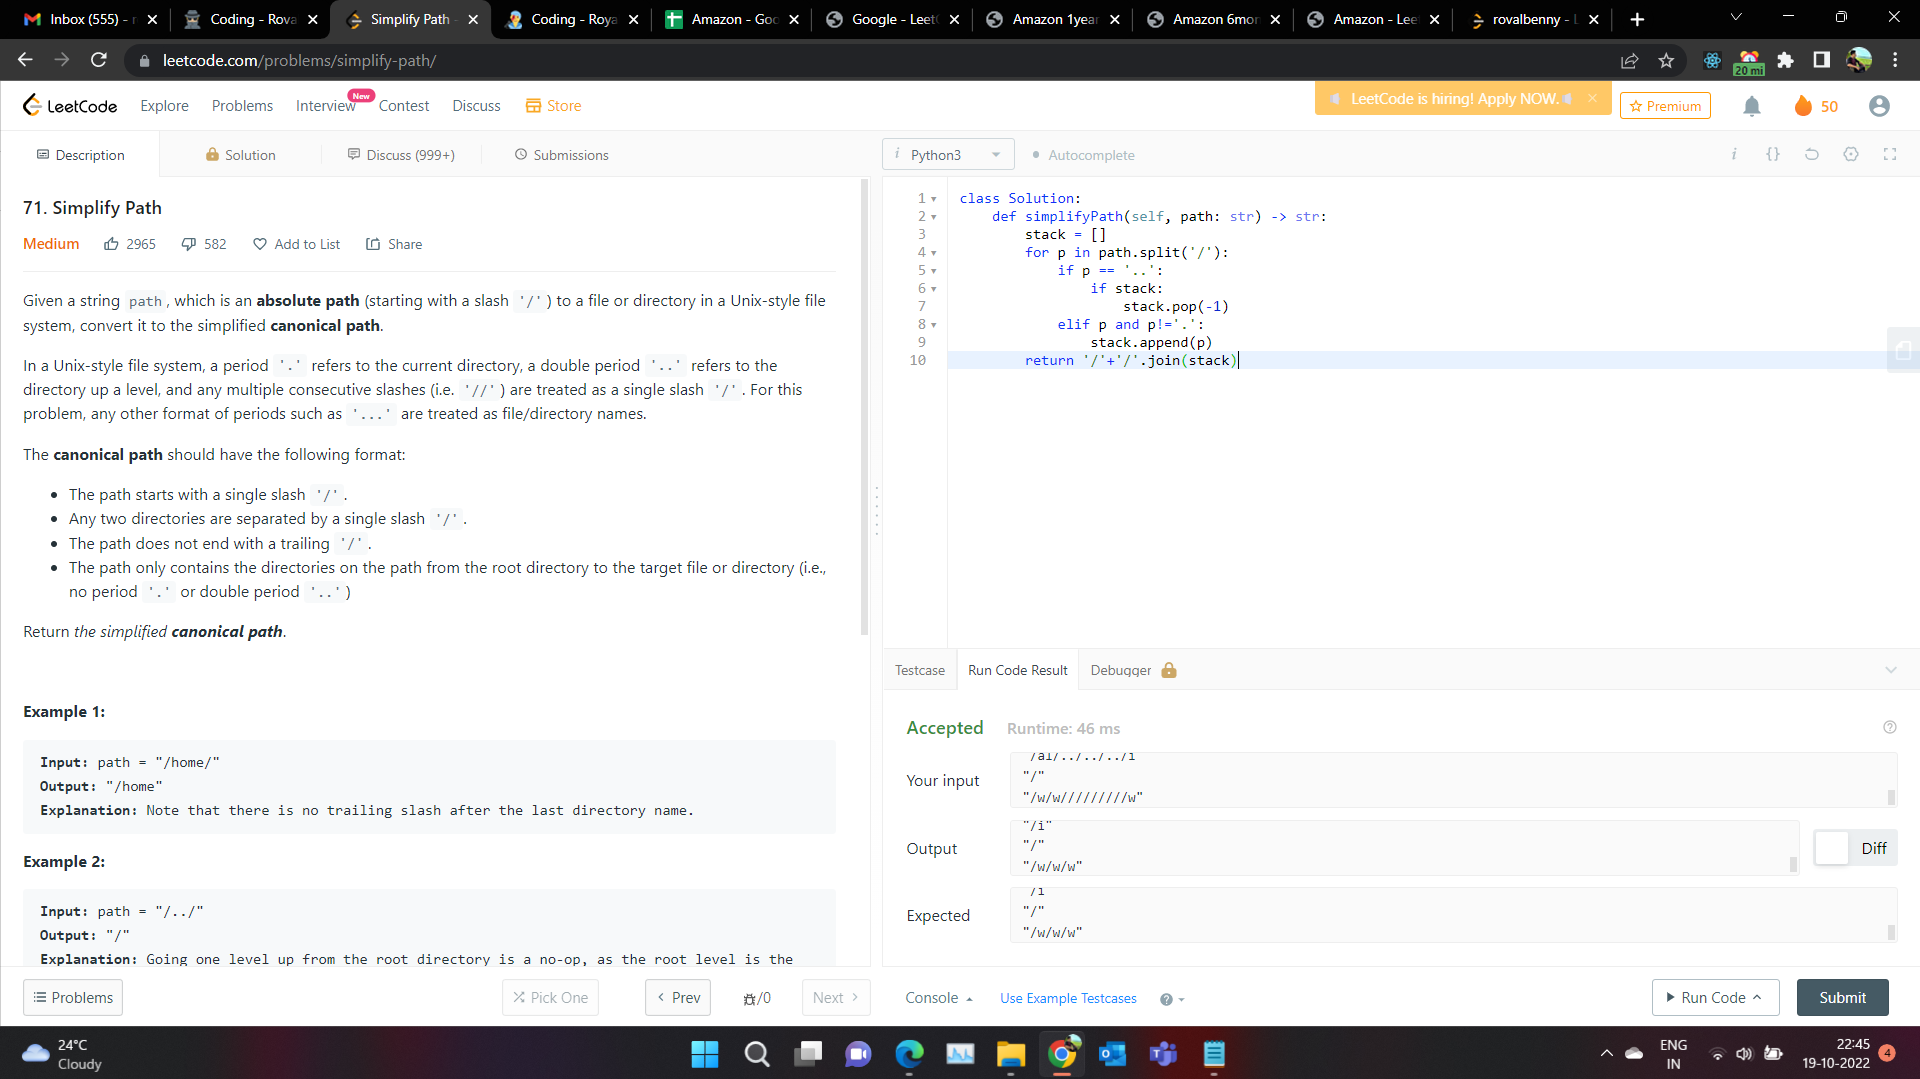 Inbox (555) - r
Coding - Rova
Simplify Path -
Coding - Roya
Amazon - Goo
Google - LeetC
Amazon 1year
Amazon 6mon
Amazon - Leet
rovalbenny - L
leetcode.com/problems/simplify-path/
20 mi
LeetCode
Explore
Problems
Interview
New
Contest
Discuss
Store
LeetCode is hiring! Apply NOW.
Premium
50
Description
Solution
Discuss (999+)
Submissions
Python3
Autocomplete
71. Simplify Path
Medium
2965
582
Add to List
Share
Given a string path, which is an absolute path (starting with a slash '/') to a file or directory in a Unix-style file
system, convert it to the simplified canonical path.
In a Unix-style file system, a period '.' refers to the current directory, a double period '..' refers to the
directory up a level, and any multiple consecutive slashes (i.e. '//') are treated as a single slash '/'. For this
problem, any other format of periods such as '...' are treated as file/directory names.
The canonical path should have the following format:
• The path starts with a single slash '/'.
• Any two directories are separated by a single slash '/'.
• The path does not end with a trailing '/'.
• The path only contains the directories on the path from the root directory to the target file or directory (i.e.,
no period '.' or double period '..')
Return the simplified canonical path.
Example 1:
Input: path = "/home/"
Output: "/home"
Explanation: Note that there is no trailing slash after the last directory name.
Example 2:
Input: path = "/../"
Output: "/"
Explanation: Going one level up from the root directory is a no-op, as the root level is the
Problems
Pick One
Prev
/0
Next
1 class Solution:
2 def simplifyPath(self, path: str) -> str:
3 stack = []
4 for p in path.split('/'):
5 if p == '..':
6 if stack:
7 stack.pop(-1)
8 elif p and p!='.':
9 stack.append(p)
10 return '/'+'/'.join(stack)
Testcase
Run Code Result
Debugger
Accepted
Runtime: 46 ms
Your input
"/"
"/w/w/////////w"
Output
"/i"
"/"
"/w/w/w"
Diff
Expected
"/"
"/w/w/w"
Console
Use Example Testcases
Run Code
Submit
24°C
Cloudy
ENG
IN
22:45
19-10-2022
4